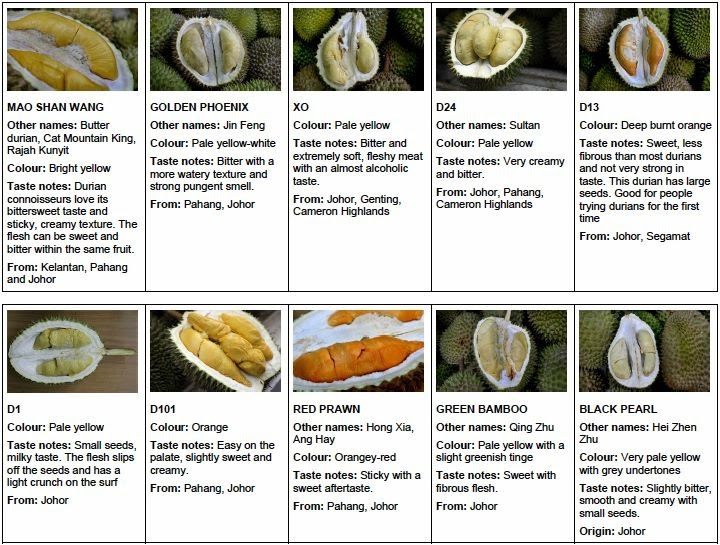 MAO SHAN WANG
Other names: Butter
durian, Cat Mountain King,
Rajah Kunyit
Colour: Bright yellow
Taste notes: Durian
connoisseurs love its
bittersweet taste and
sticky, creamy texture. The
flesh can be sweet and
bitter within the same fruit.
From: Kelantan, Pahang
and Johor
GOLDEN PHOENIX
Other names: Jin Feng
Colour: Pale yellow-white
Taste notes: Bitter with a
more watery texture and
strong pungent smell.
From: Pahang, Johor
XO
Colour: Pale yellow
Taste notes: Bitter and
extremely soft, fleshy meat
with an almost alcoholic
taste.
From: Johor, Genting,
Cameron Highlands
D24
Other names: Sultan
Colour: Pale yellow
Taste notes: Very creamy
and bitter.
From: Johor, Pahang,
Cameron Highlands
D13
Colour: Deep burnt orange
Taste notes: Sweet, less
fibrous than most durians
and not very strong in
taste. This durian has large
seeds. Good for people
trying durians for the first
time
From: Johor, Segamat
D1
Colour: Pale yellow
Taste notes: Small seeds,
milky taste. The flesh slips
off the seeds and has a
light crunch on the surf
From: Johor
D101
Colour: Orange
Taste notes: Easy on the
palate, slightly sweet and
creamy.
From: Pahang, Johor
RED PRAWN
Other names: Hong Xia,
Ang Hay
Colour: Orangey-red
Taste notes: Sticky with a
sweet aftertaste.
From: Pahang, Johor
GREEN BAMBOO
Other names: Qing Zhu
Colour: Pale yellow with a
slight greenish tinge
Taste notes: Sweet with
fibrous flesh.
From: Johor
BLACK PEARL
Other names: Hei Zhen
Zhu
Colour: Very pale yellow
with grey undertones
Taste notes: Slightly bitter,
smooth and creamy with
small seeds.
Origin: Johor